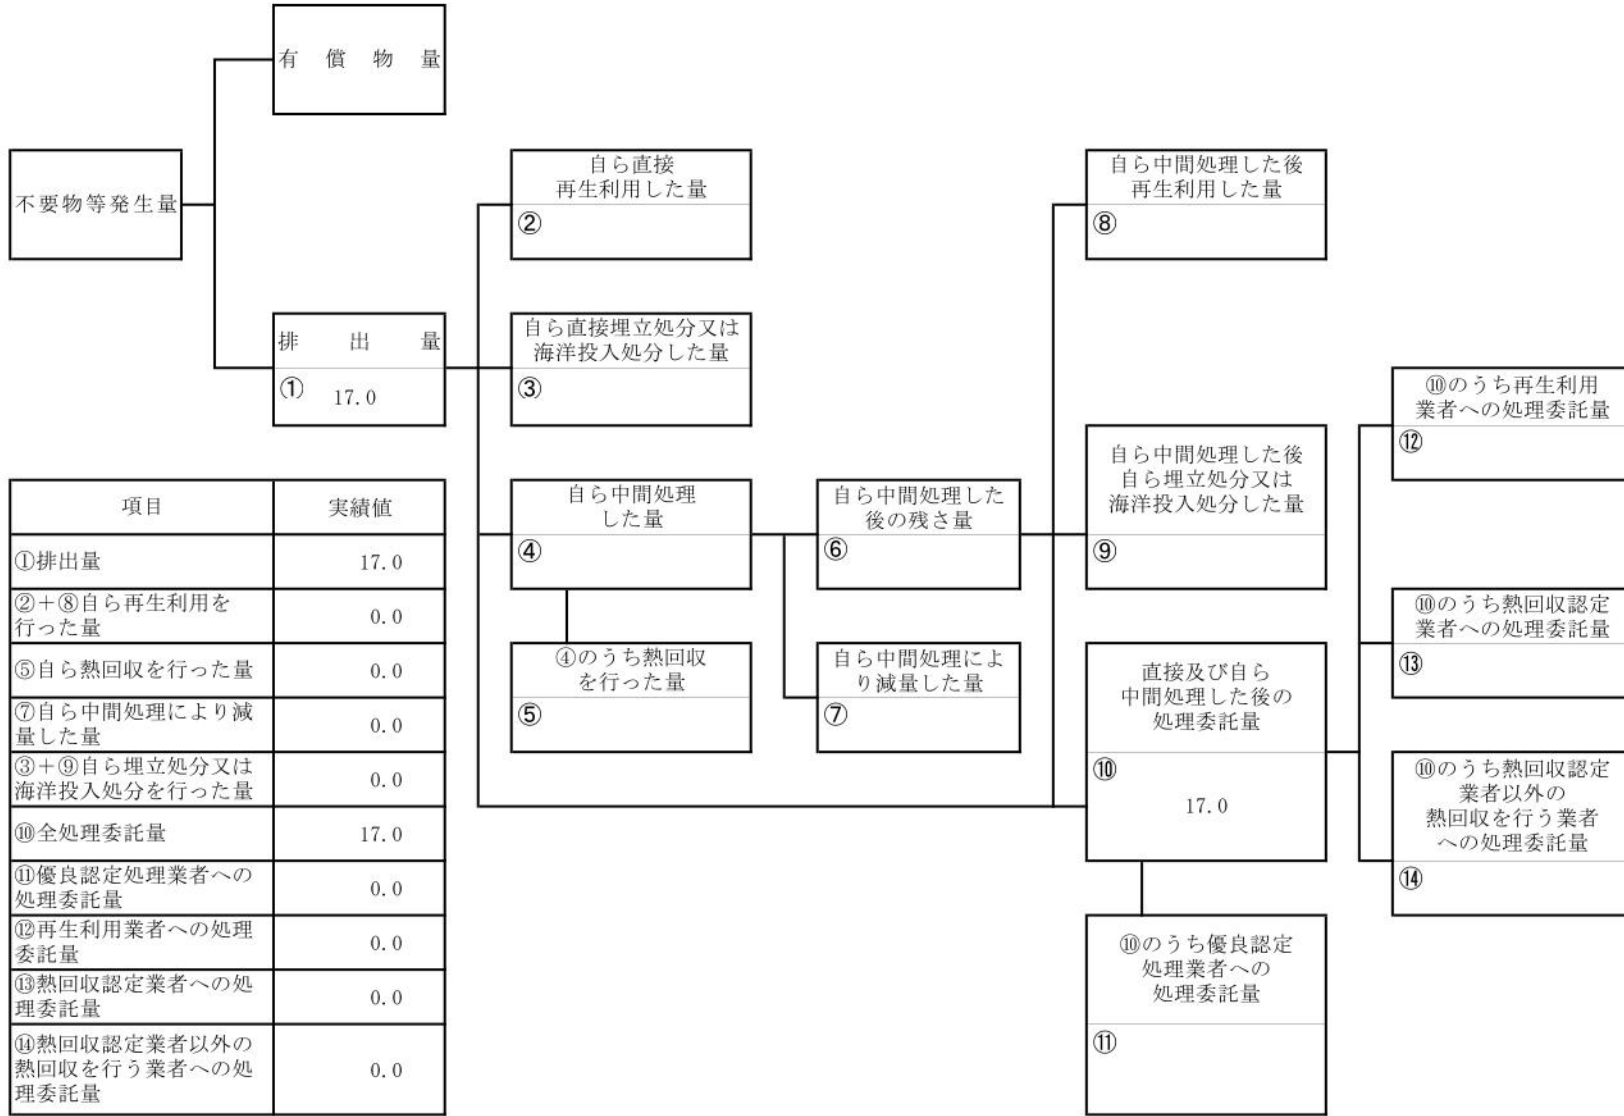 有償物量
不要物等発生量
排出量
① 17.0
自ら直接
再生利用した量
②
自ら直接埋立処分又は
海洋投入処分した量
③
自ら中間処理
した量
④
④のうち熱回収
を行った量
⑤
自ら中間処理した
後の残さ量
⑥
自ら中間処理によ
り減量した量
⑦
自ら中間処理した後
再生利用した量
⑧
自ら中間処理した後
自ら埋立処分又は
海洋投入処分した量
⑨
直接及び自ら
中間処理した後の
処理委託量
⑩
17.0
⑩のうち優良認定
処理業者への
処理委託量
⑪
⑩のうち再生利用
業者への処理委託量
⑫
⑩のうち熱回収認定
業者への処理委託量
⑬
⑩のうち熱回収認定
業者以外の
熱回収を行う業者
への処理委託量
⑭
項目 実績値
①排出量 17.0
②+⑧自ら再生利用を
行った量 0.0
⑤自ら熱回収を行った量 0.0
⑦自ら中間処理により減
量した量 0.0
③+⑨自ら埋立処分又は
海洋投入処分を行った量 0.0
⑩全処理委託量 17.0
⑪優良認定処理業者への
処理委託量 0.0
⑫再生利用業者への処理
委託量 0.0
⑬熱回収認定業者への処
理委託量 0.0
⑭熱回収認定業者以外の
熱回収を行う業者への処
理委託量 0.0